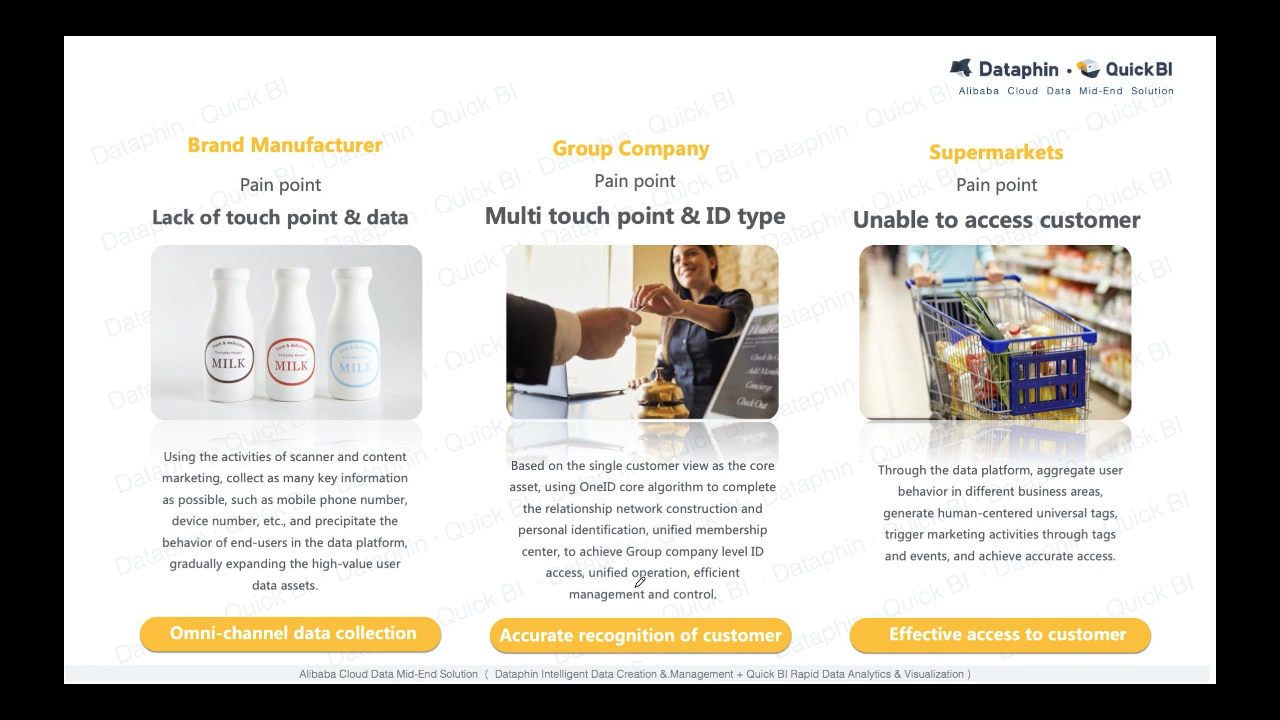 Dataphin · QuickBI
Alibaba Cloud Data Mid-End Solution
Brand Manufacturer
Pain point
Lack of touch point & data
MILK
MILK
MILK
Using the activities of scanner and content
marketing, collect as many key information
as possible, such as mobile phone number,
device number, etc., and precipitate the
behavior of end-users in the data platform,
gradually expanding the high-value user
data assets.
Omni-channel data collection
Group Company
Pain point
Multi touch point & ID type
Check-Out
Based on the single customer view as the core
asset, using OneID core algorithm to complete
the relationship network construction and
personal identification, unified membership
center, to achieve Group company level ID
access, unified operation, efficient
management and control.
Accurate recognition of customer
Supermarkets
Pain point
Unable to access customer
Through the data platform, aggregate user
behavior in different business areas,
generate human-centered universal tags,
trigger marketing activities through tags
and events, and achieve accurate access.
Effective access to customer
Alibaba Cloud Data Mid-End Solution ( Dataphin Intelligent Data Creation &.Management + Quick BI Rapid Data Analytics & Visualization )
Dataphin · Quick BI